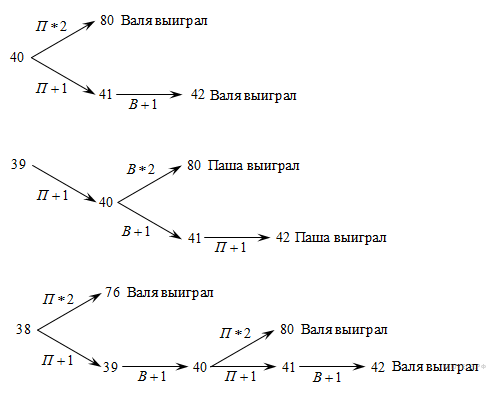 П*2 80 Валя выиграл
40
П+1 41 В+1 42 Валя выиграл
39 В*2 80 Паша выиграл
П+1 40
В+1 41 П+1 42 Паша выиграл
П*2 76 Валя выиграл П*2 80 Валя выиграл
38
П+1 39 В+1 40 П+1 41 В+1 42 Валя выиграл